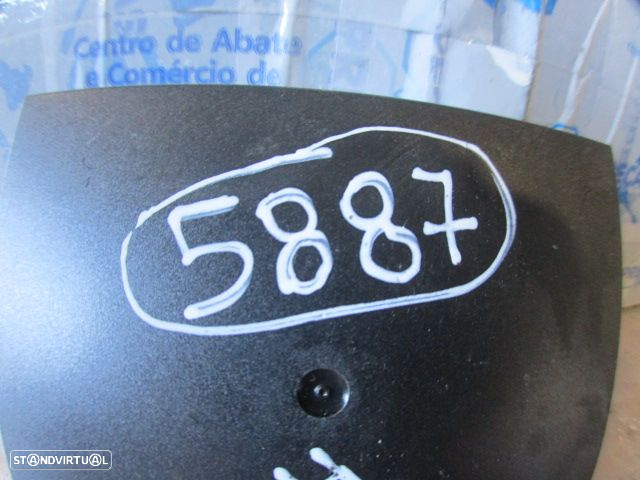 Centro de Abate
e Comércio de
5887
STANDVIRTUAL